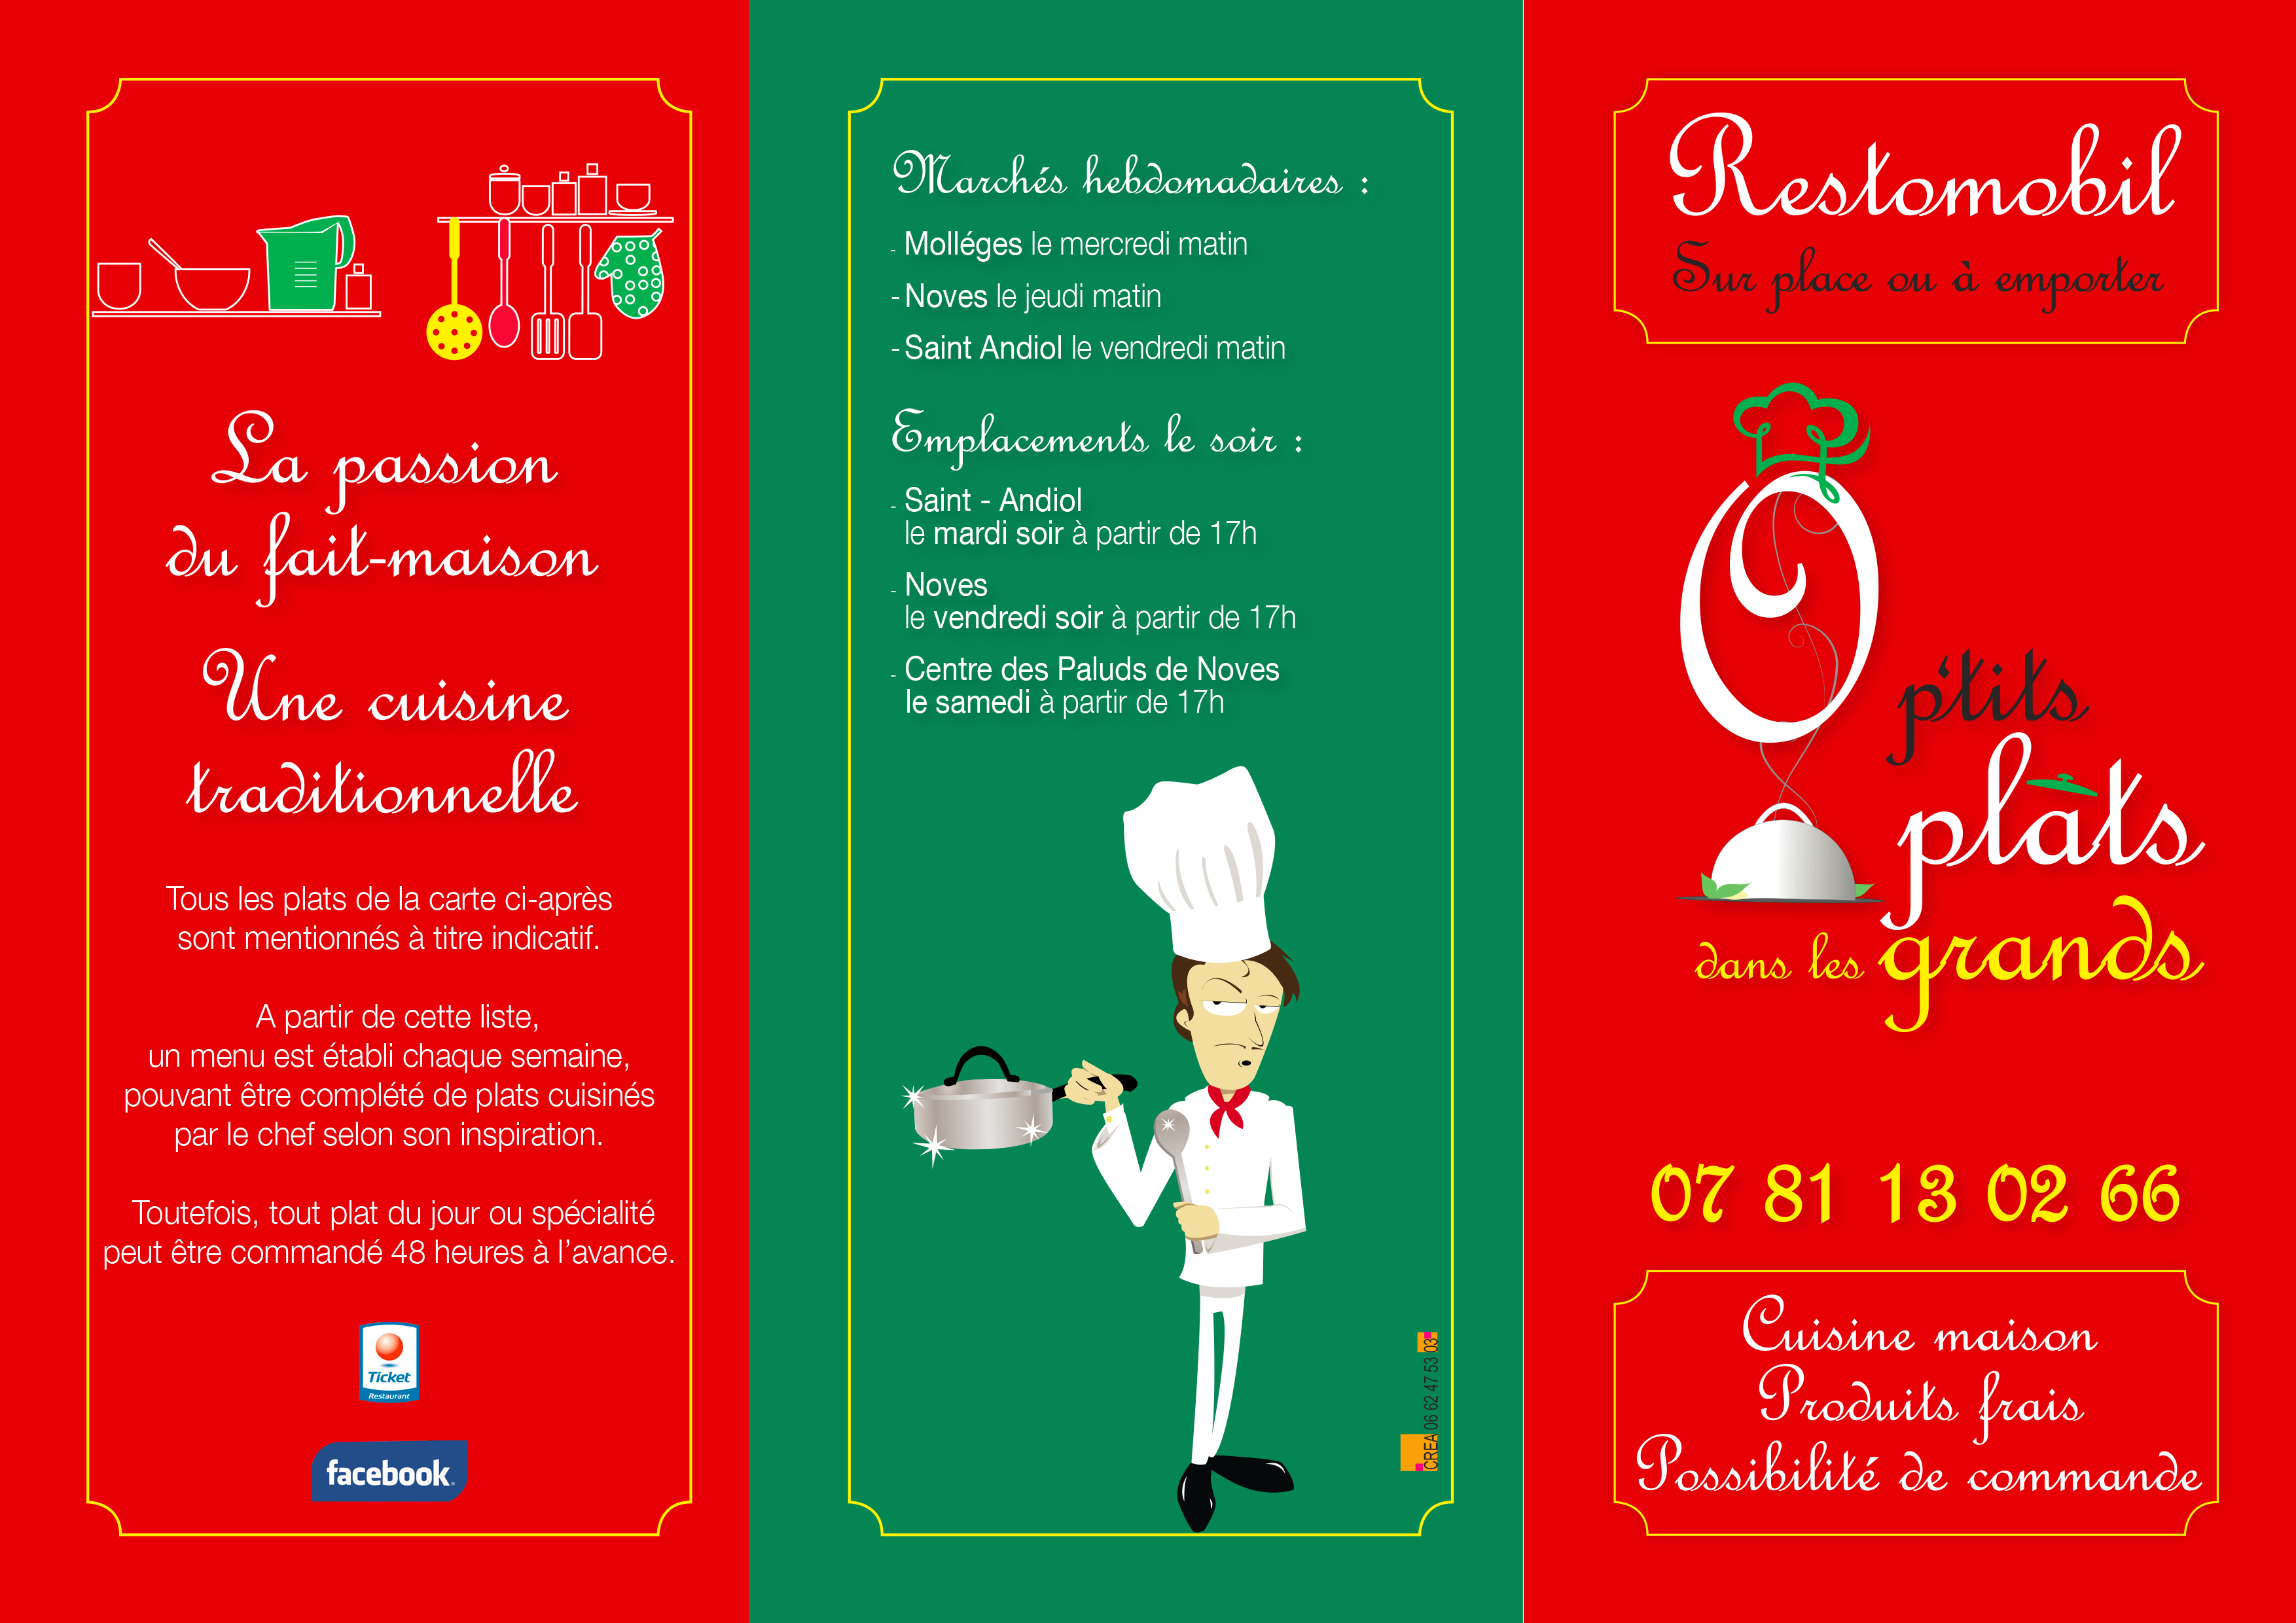 La passion
du fait-maison
Une cuisine
traditionnelle
Tous les plats de la carte ci-après
sont mentionnés à titre indicatif.
A partir de cette liste,
un menu est établi chaque semaine,
pouvant être complété de plats cuisinés
par le chef selon son inspiration.
Toutefois, tout plat du jour ou spécialité
peut être commandé 48 heures à l’avance.
Ticket
Restaurant
facebook
Marchés hebdomadaires :
- Molléges le mercredi matin
- Noves le jeudi matin
- Saint Andiol le vendredi matin
Emplacements le soir :
- Saint - Andiol
le mardi soir à partir de 17h
- Noves
le vendredi soir à partir de 17h
- Centre des Paluds de Noves
le samedi à partir de 17h
CREA 06 62 47 53 03
Restomobil
Sur place ou à emporter
O
p'tits
plats
dans les grands
07 81 13 02 66
Cuisine maison
Produits frais
Possibilité de commande